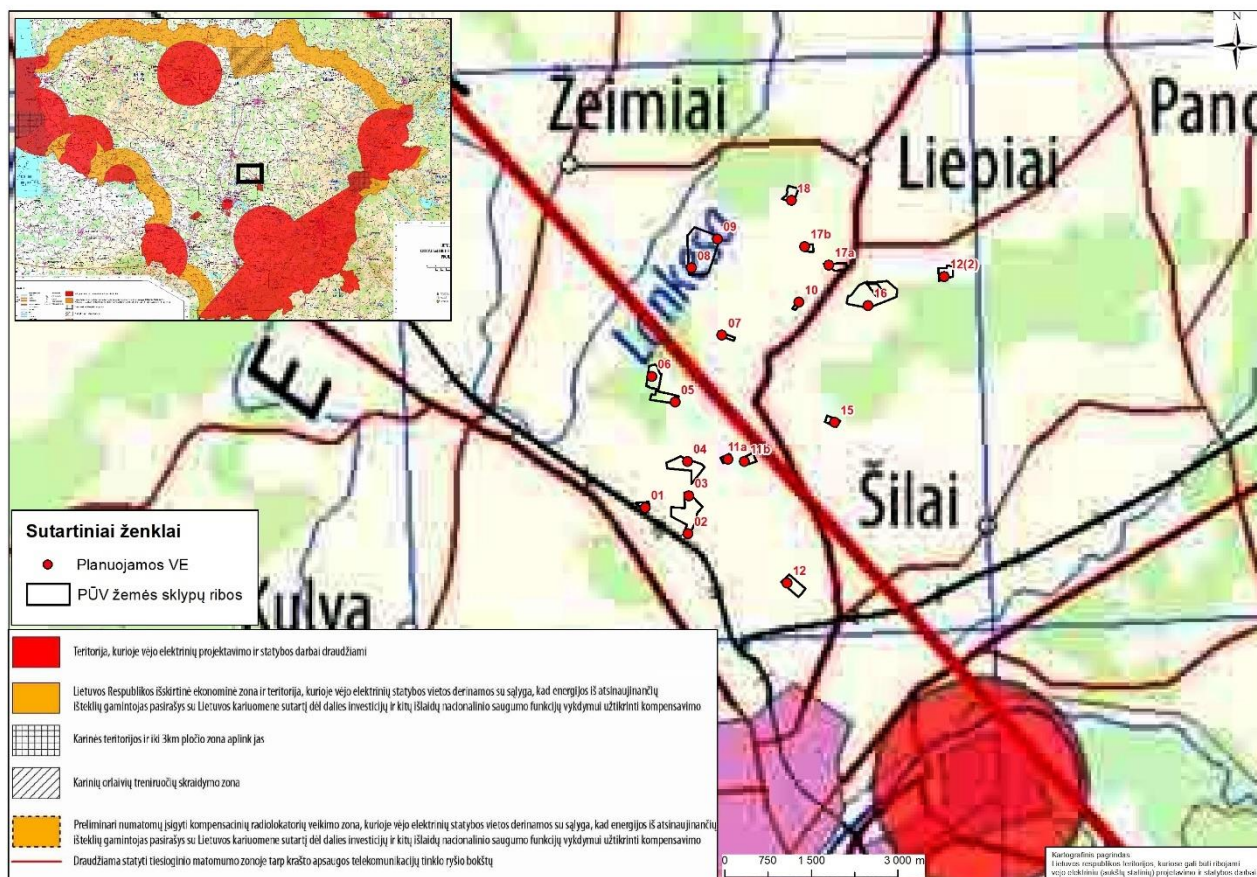 N
Žeimiai
Liepiai
Panc
Linkava
18
09
17b
08
17a
12(2)
16
10
07
06
05
15
11a
11b
04
03
01
02
12
Šilai
E
Kulva
Sutartiniai ženklai
Planuojamos VE
PŪV žemės sklypų ribos
Teritorija, kurioje vėjo elektrinių projektavimo ir statybos darbai draudžiami
Lietuvos Respublikos išskirtinė ekonominė zona ir teritorija, kurioje vėjo elektrinių statybos vietos derinamos su sąlyga, kad energijos iš atsinaujinančių
išteklių gamintojas pasirašys su Lietuvos kariuomene sutartį dėl dalies investicijų ir kitų išlaidų nacionalinio saugumo funkcijų vykdymui užtikrinti kompensavimo
Karinės teritorijos ir iki 3km pločio zona aplink jas
Karinių orlaivių treniruočių skraidymo zona
Preliminari numatomų įsigyti kompensacinių radiolokatorių veikimo zona, kurioje vėjo elektrinių statybos vietos derinamos su sąlyga, kad energijos iš atsinaujinančių
išteklių gamintojas pasirašys su Lietuvos kariuomene sutartį dėl dalies investicijų ir kitų išlaidų nacionalinio saugumo funkcijų vykdymui užtikrinti kompensavimo
Draudžiama statyti tiesioginio matomumo zonoje tarp krašto apsaugos telekomunikacijų tinklo ryšio bokštų
0 750 1 500 3 000 m
Kartografinis pagrindas:
Lietuvos respublikos teritorijos, kuriose gali būti ribojami
vėjo elektrinių (aukštų statinių) projektavimo ir statybos darbai